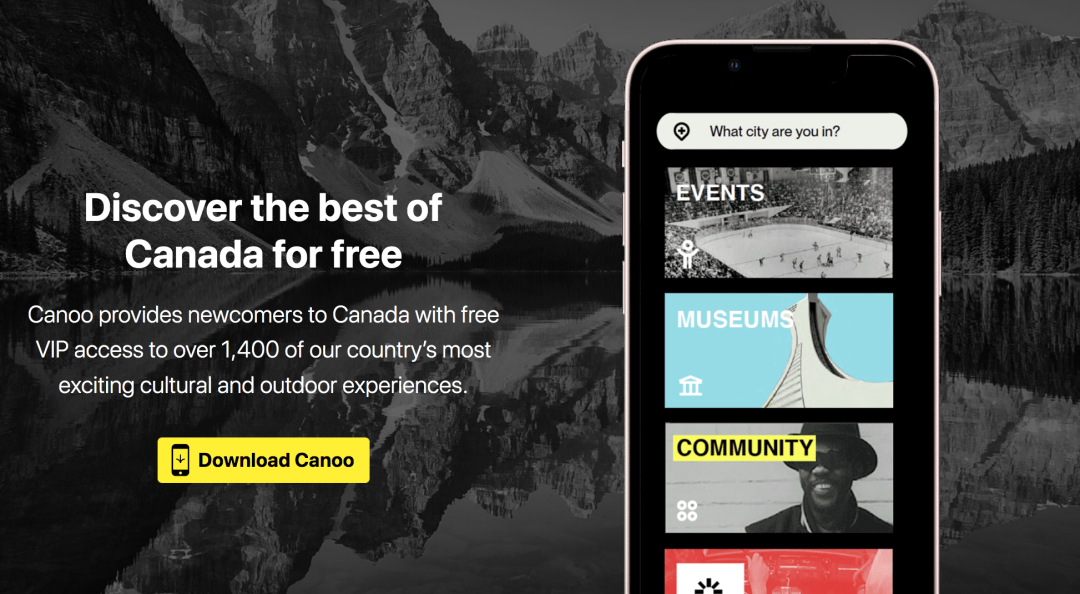 Discover the best of
Canada for free
Canoo provides newcomers to Canada with free
VIP access to over 1,400 of our country’s most
exciting cultural and outdoor experiences.
Download Canoo
What city are you in?
EVENTS
MUSEUMS
COMMUNITY